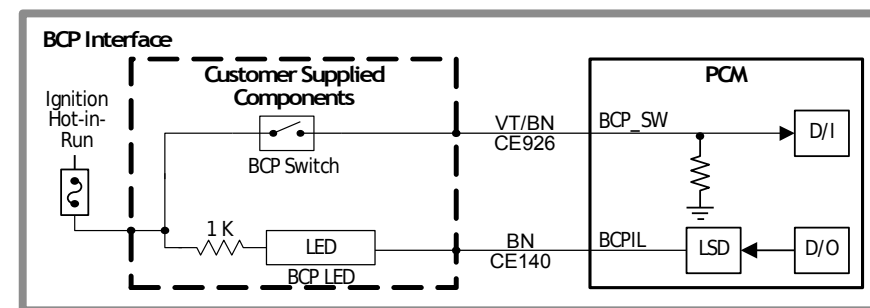 BCP Interface
Customer Supplied
Components
PCM
Ignition
Hot-in-
Run
BCP Switch
VT/BN
CE926
BCP_SW
D/I
1 K
LED
BCP LED
BN
CE140
BCPIL
LSD
D/O